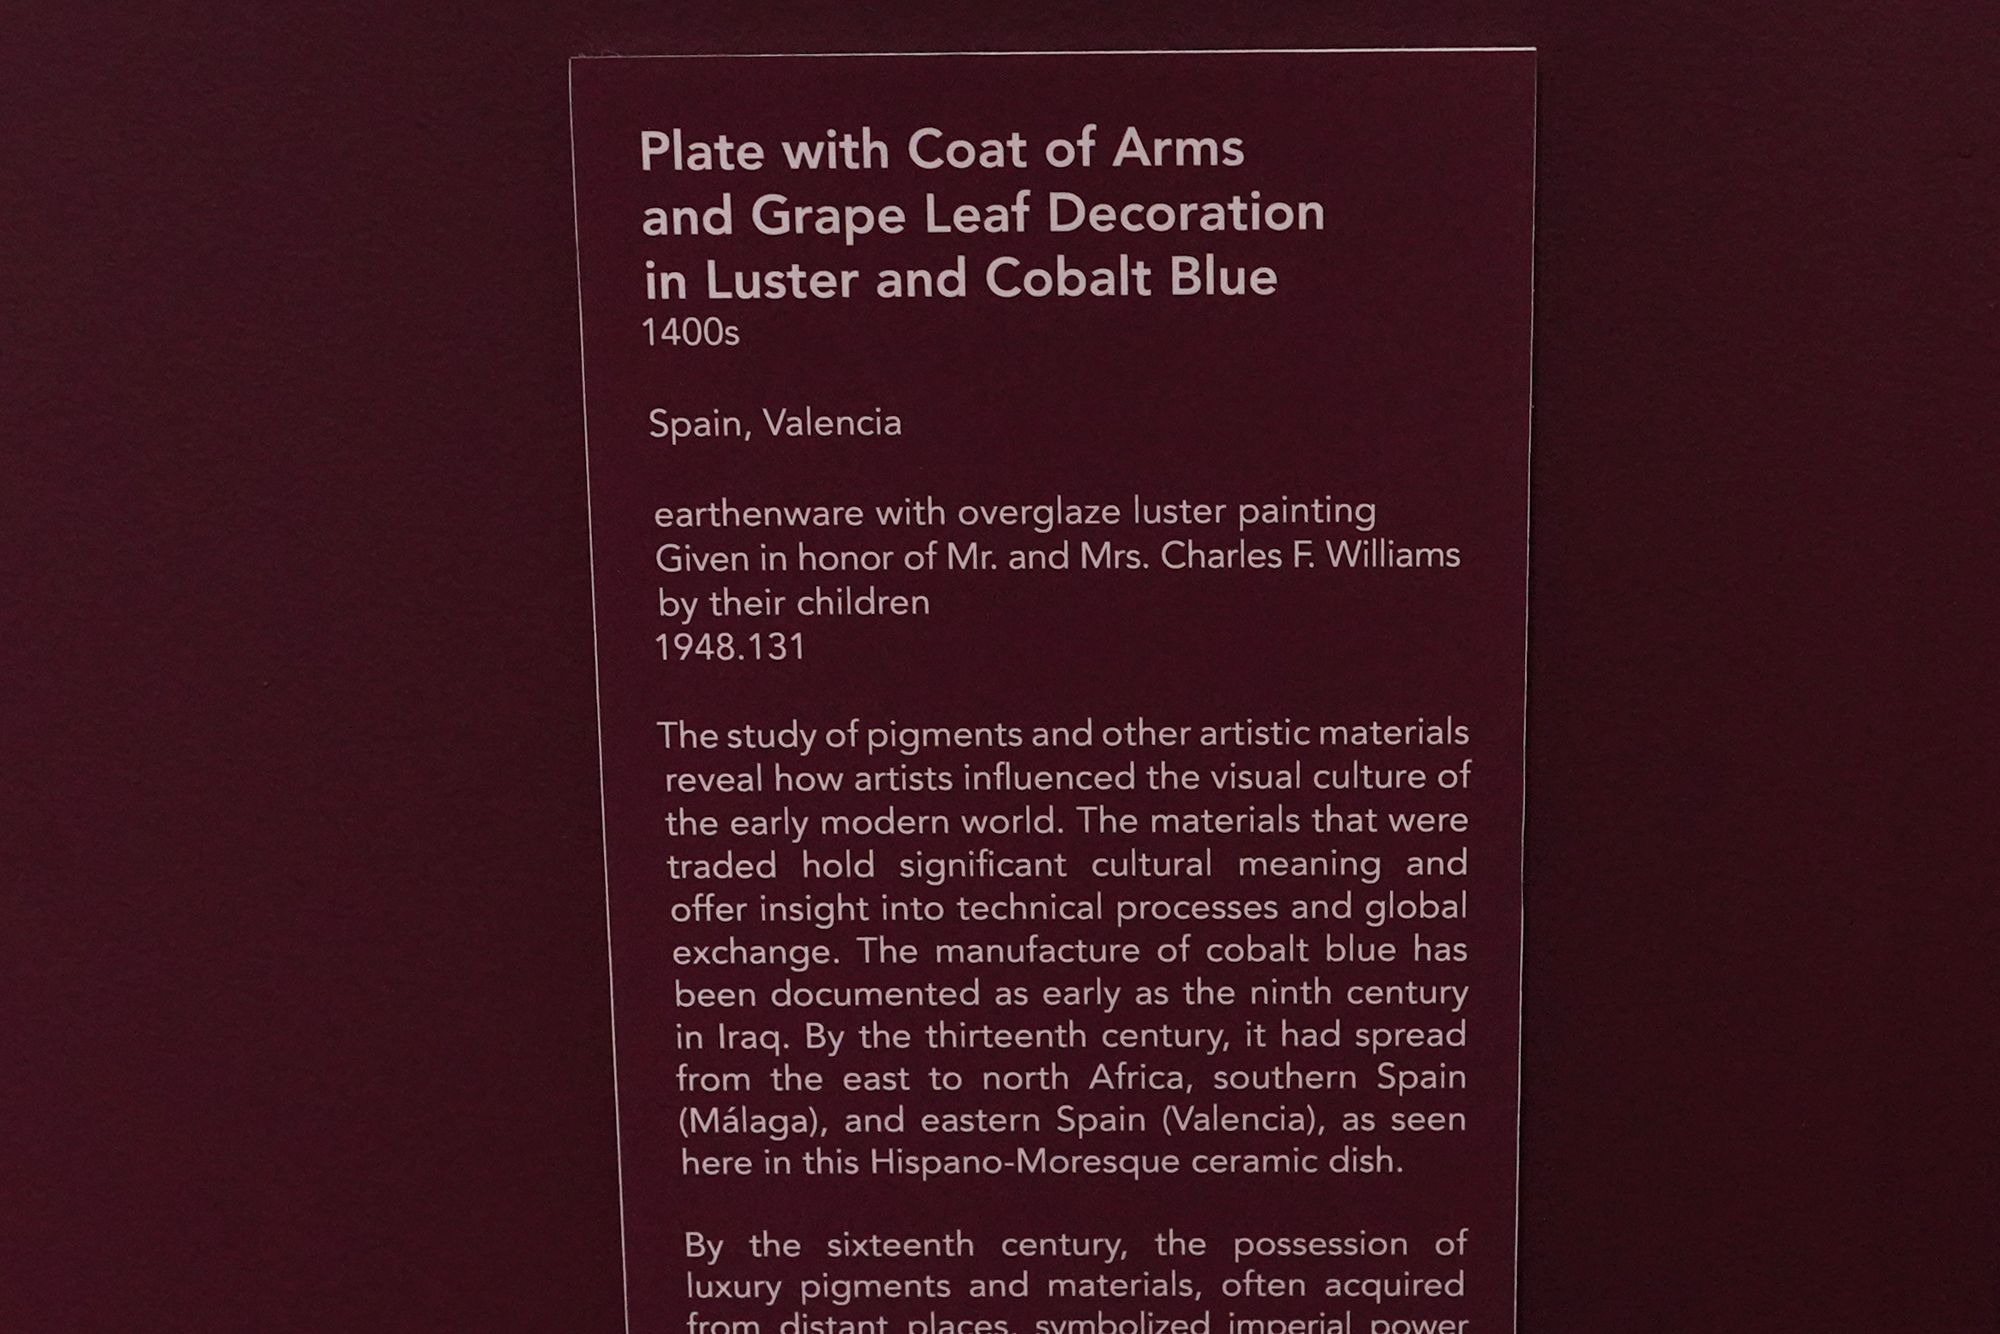 Plate with Coat of Arms
and Grape Leaf Decoration
in Luster and Cobalt Blue
1400s
Spain, Valencia
earthenware with overglaze luster painting
Given in honor of Mr. and Mrs. Charles F. Williams
by their children
1948.131
The study of pigments and other artistic materials
reveal how artists influenced the visual culture of
the early modern world. The materials that were
traded hold significant cultural meaning and
offer insight into technical processes and global
exchange. The manufacture of cobalt blue has
been documented as early as the ninth century
in Iraq. By the thirteenth century, it had spread
from the east to north Africa, southern Spain
(Málaga), and eastern Spain (Valencia), as seen
here in this Hispano-Moresque ceramic dish.
By the sixteenth century, the possession of
luxury pigments and materials, often acquired
from distant places, symbolized imperial power